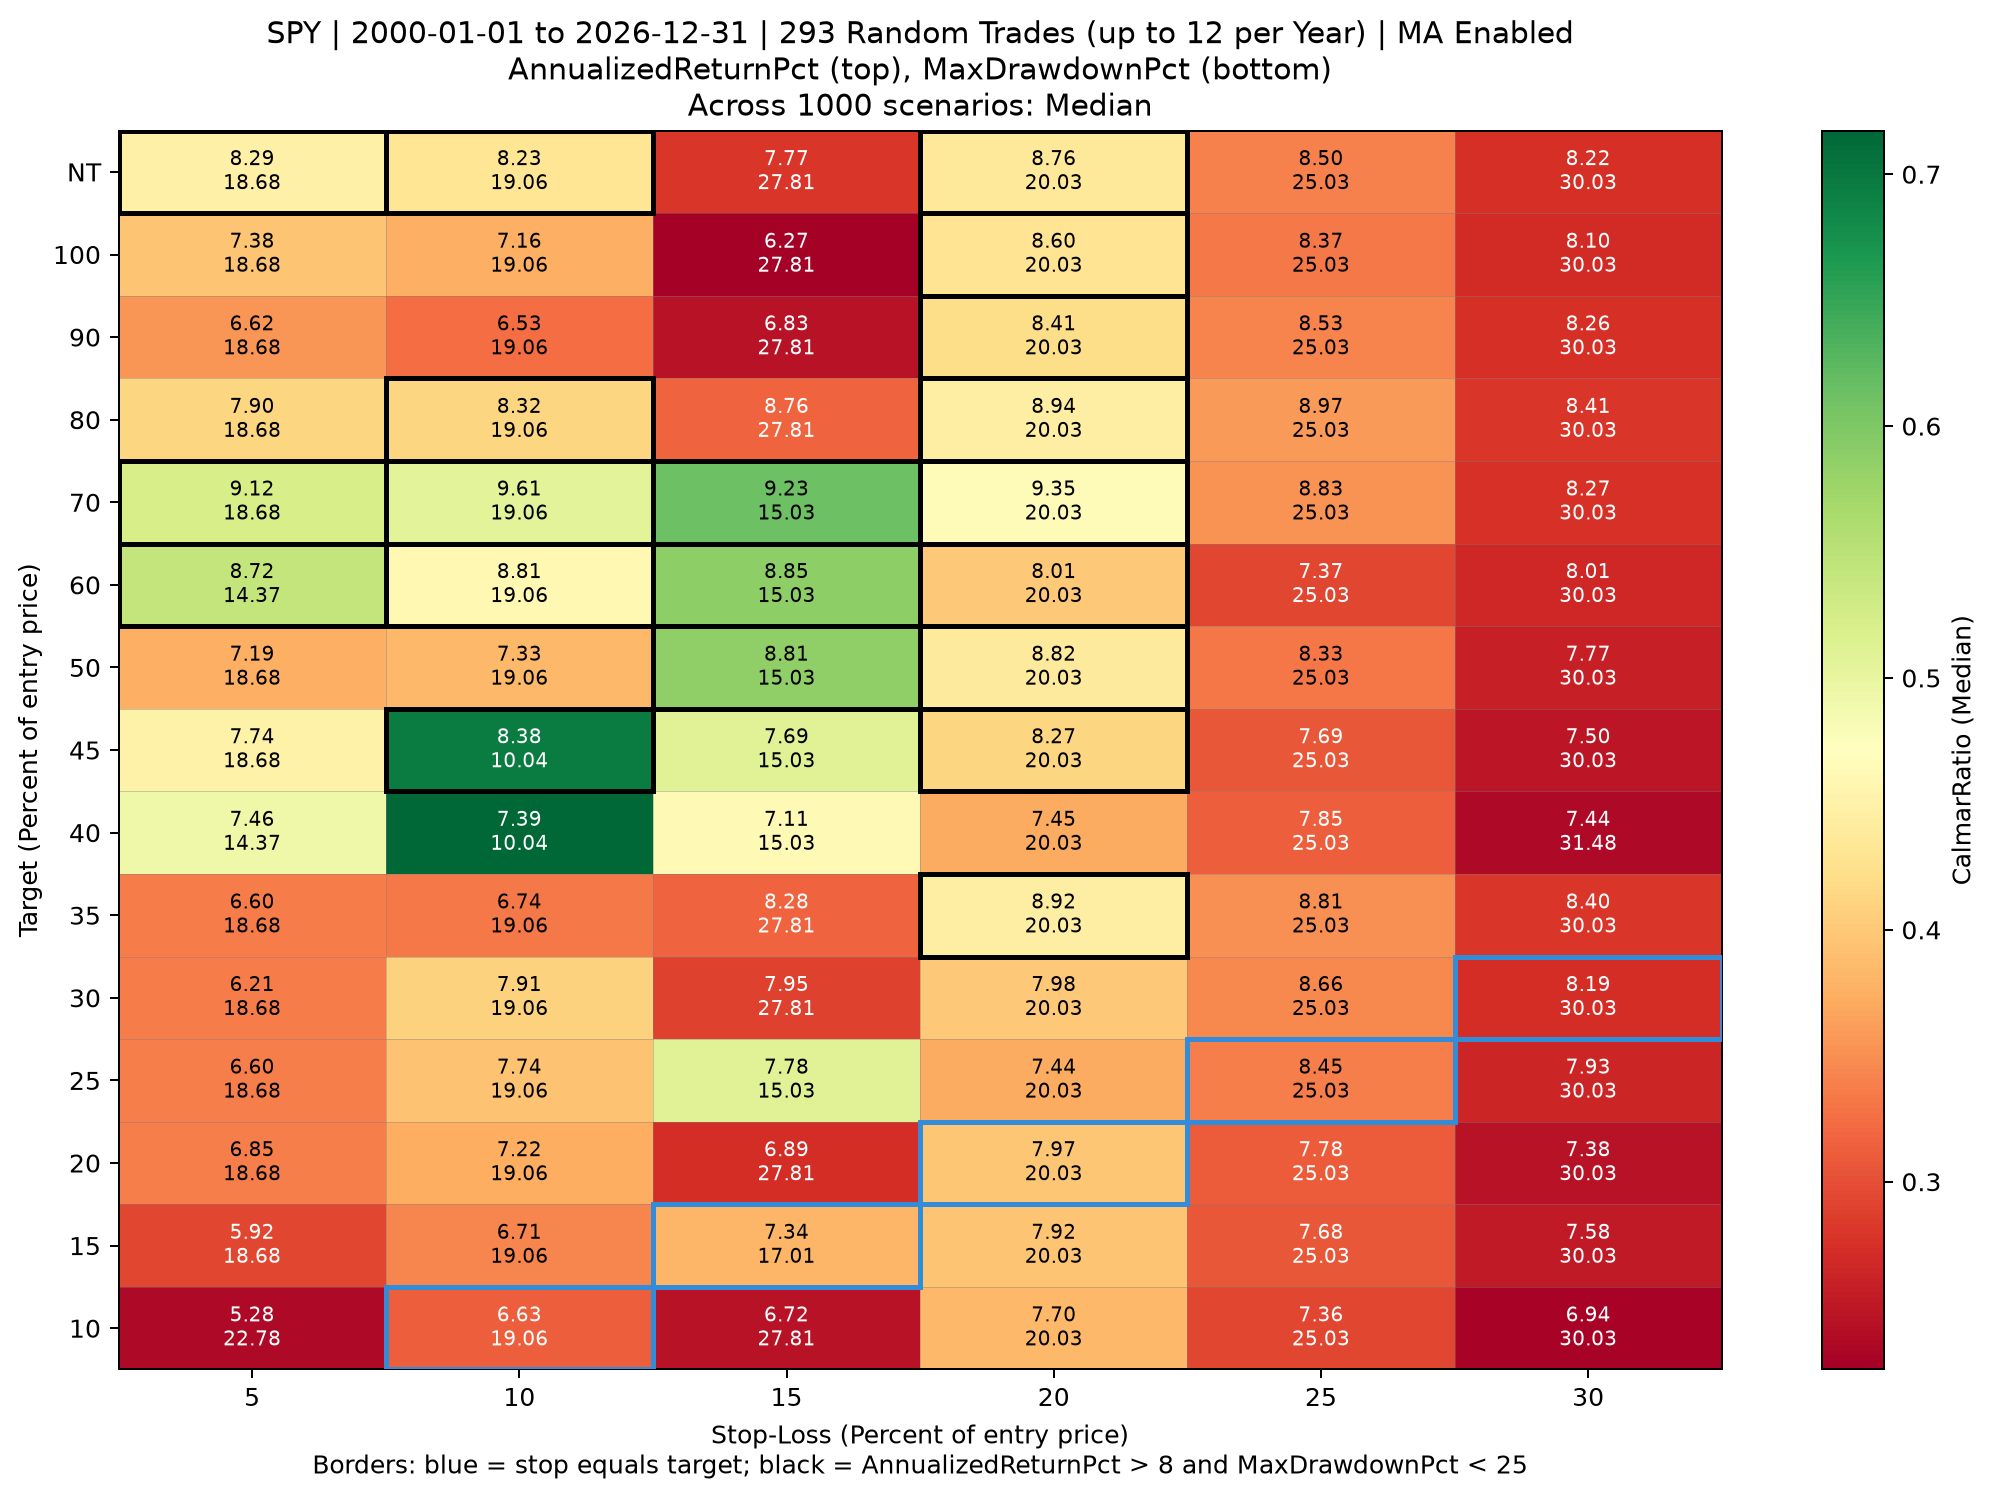 SPY | 2000-01-01 to 2026-12-31 | 293 Random Trades (up to 12 per Year) | MA Enabled
AnnualizedReturnPct (top), MaxDrawdownPct (bottom)
Across 1000 scenarios: Median
Target (Percent of entry price)
NT
8.29 8.23 7.77 8.76 8.50 8.22
18.68 19.06 27.81 20.03 25.03 30.03
100
7.38 7.16 6.27 8.60 8.37 8.10
18.68 19.06 27.81 20.03 25.03 30.03
90
6.62 6.53 6.83 8.41 8.53 8.26
18.68 19.06 27.81 20.03 25.03 30.03
80
7.90 8.32 8.76 8.94 8.97 8.41
18.68 19.06 27.81 20.03 25.03 30.03
70
9.12 9.61 9.23 9.35 8.83 8.27
18.68 19.06 15.03 20.03 25.03 30.03
60
8.72 8.81 8.85 8.01 7.37 8.01
14.37 19.06 15.03 20.03 25.03 30.03
50
7.19 7.33 8.81 8.82 8.33 7.77
18.68 19.06 15.03 20.03 25.03 30.03
45
7.74 8.38 7.69 8.27 7.69 7.50
18.68 10.04 15.03 20.03 25.03 30.03
40
7.46 7.39 7.11 7.45 7.85 7.44
14.37 10.04 15.03 20.03 25.03 31.48
35
6.60 6.74 8.28 8.92 8.81 8.40
18.68 19.06 27.81 20.03 25.03 30.03
30
6.21 7.91 7.95 7.98 8.66 8.19
18.68 19.06 27.81 20.03 25.03 30.03
25
6.60 7.74 7.78 7.44 8.45 7.93
18.68 19.06 15.03 20.03 25.03 30.03
20
6.85 7.22 6.89 7.97 7.78 7.38
18.68 19.06 27.81 20.03 25.03 30.03
15
5.92 6.71 7.34 7.92 7.68 7.58
18.68 19.06 17.01 20.03 25.03 30.03
10
5.28 6.63 6.72 7.70 7.36 6.94
22.78 19.06 27.81 20.03 25.03 30.03
5 10 15 20 25 30
Stop-Loss (Percent of entry price)
Borders: blue = stop equals target; black = AnnualizedReturnPct > 8 and MaxDrawdownPct < 25
0.7
0.6
0.5
0.4
0.3
CalmarRatio (Median)